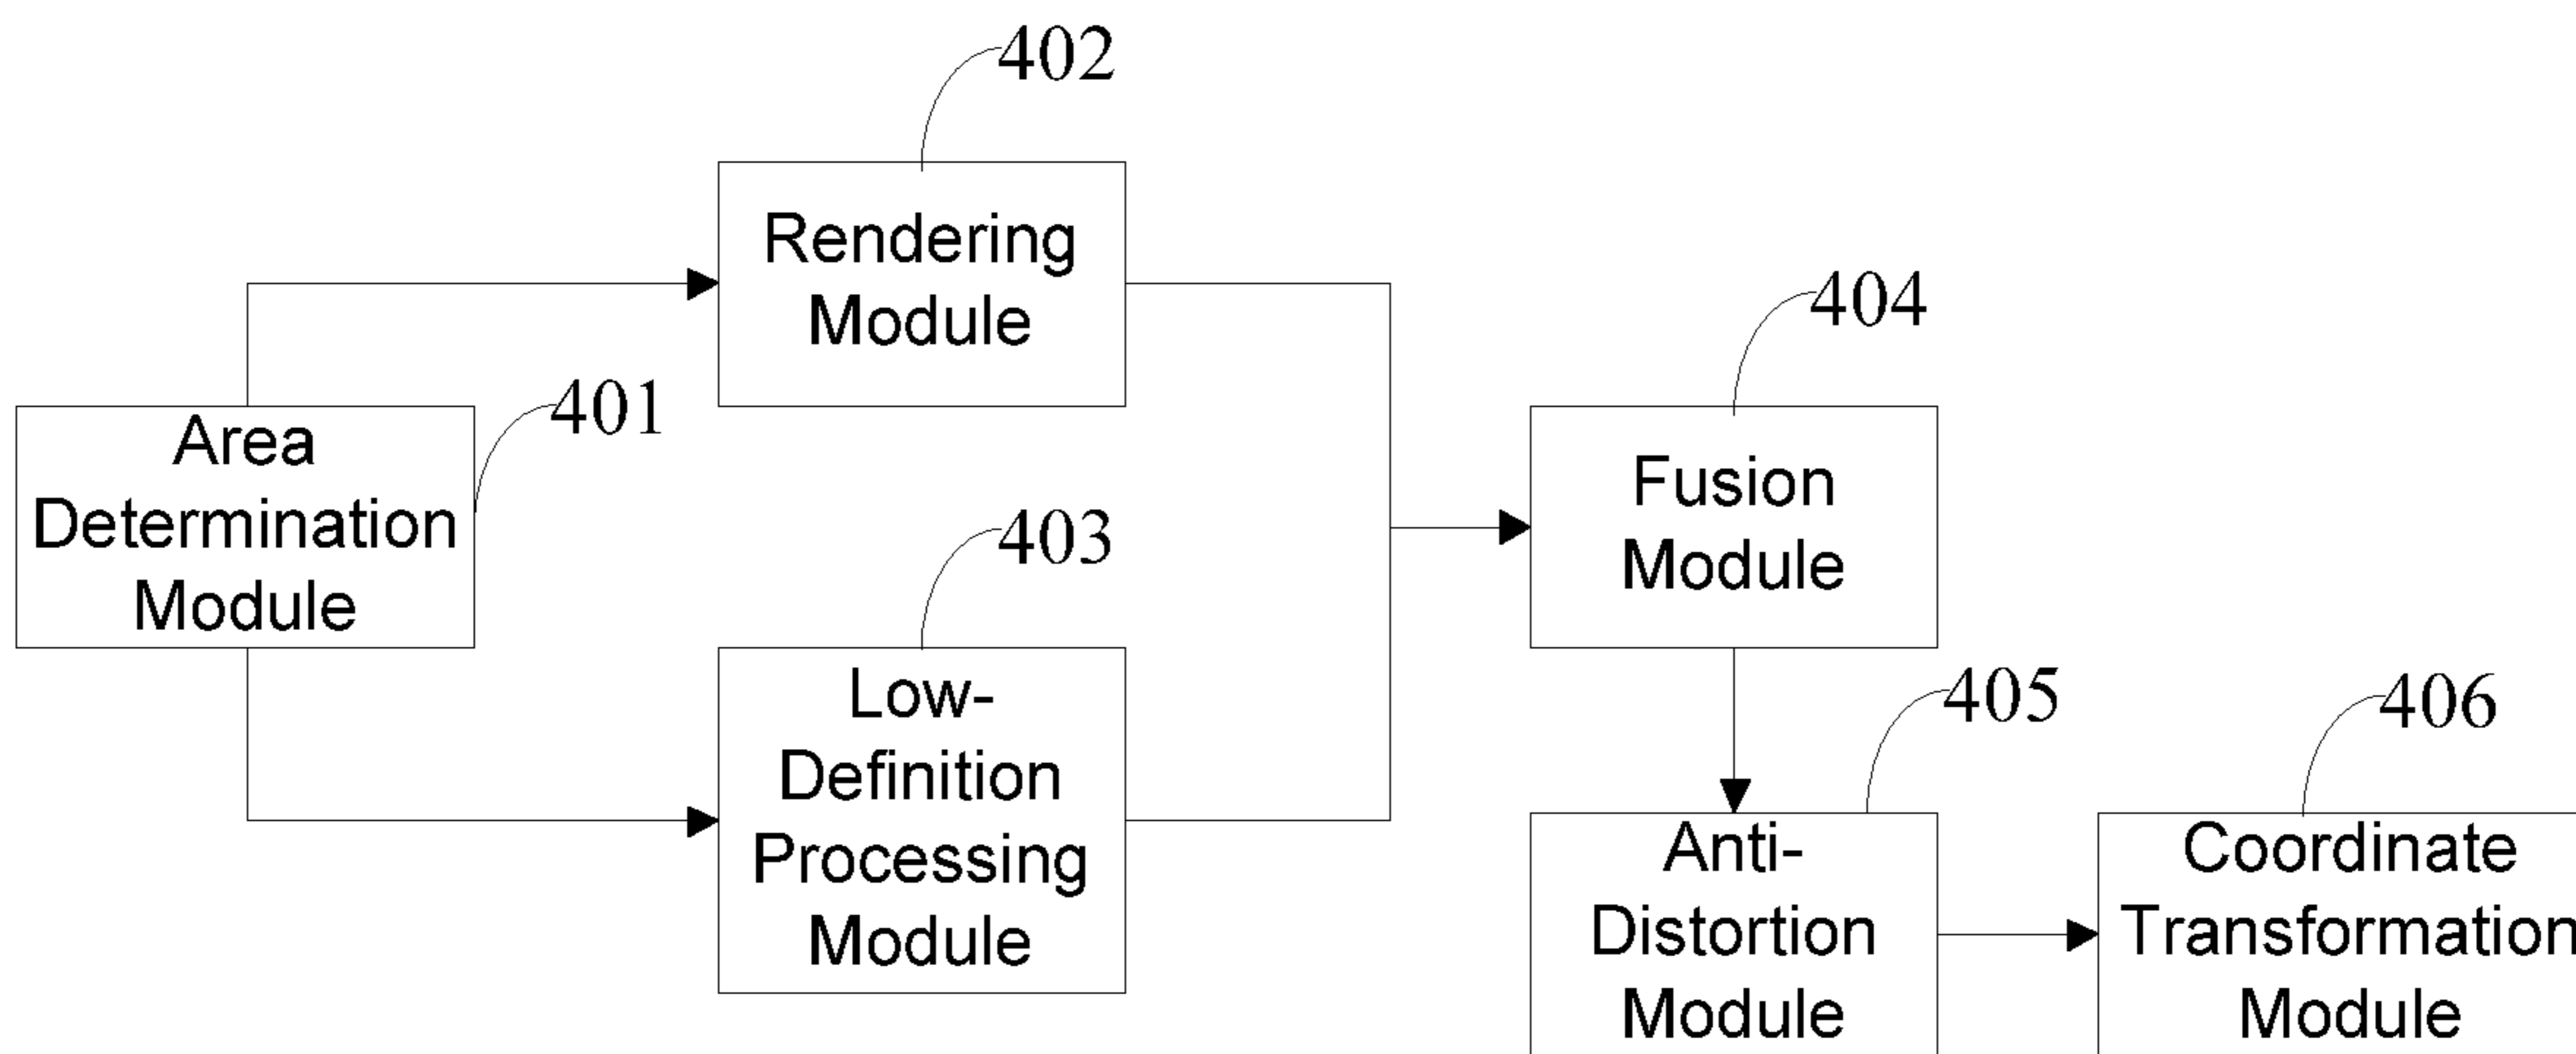 402
Rendering
Module
404
401
Area
Determination
Module
Fusion
Module
403
Low-
Definition
Processing
Module
405
406
Anti-
Distortion
Module
Coordinate
Transformation
Module